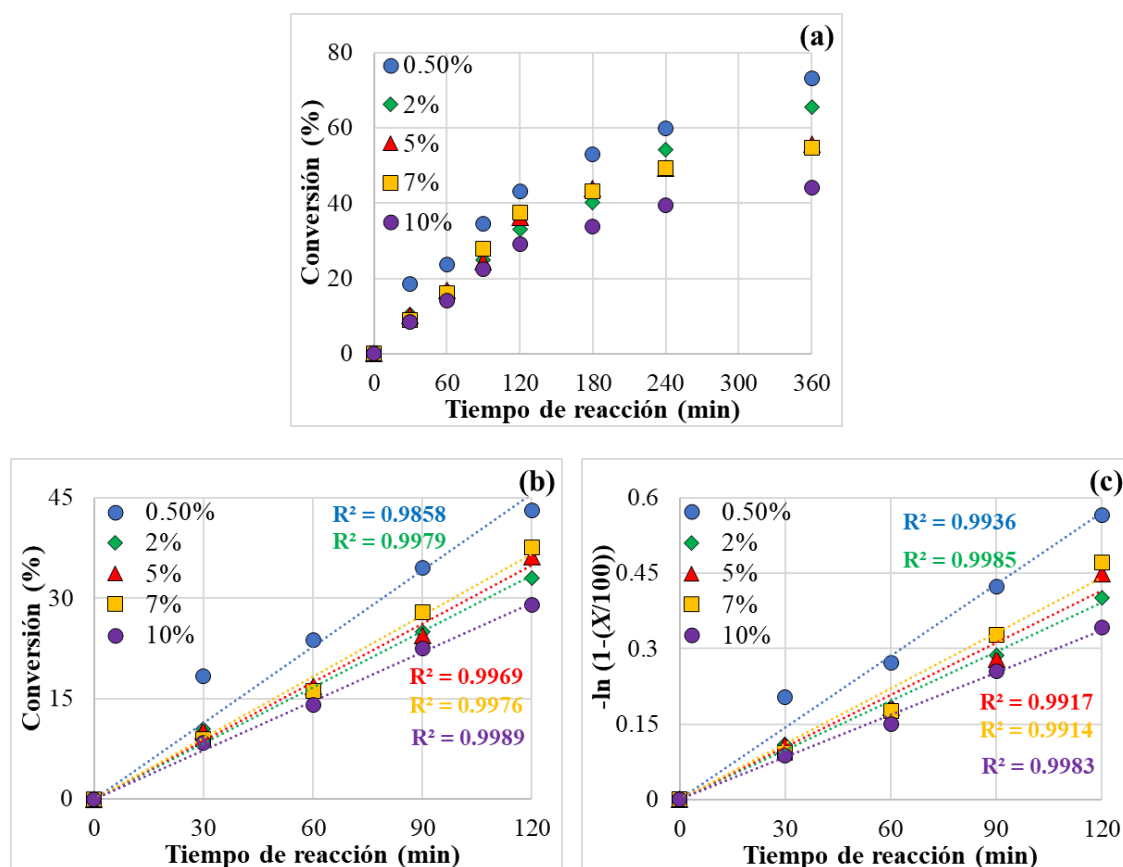 (a)
80
60
40
20
0
Conversión (%)
0.50%
2%
5%
7%
10%
0 60 120 180 240 300 360
Tiempo de reacción (min)
(b)
45
30
15
0
Conversión (%)
0.50%
2%
5%
7%
10%
R² = 0.9858
R² = 0.9979
R² = 0.9969
R² = 0.9976
R² = 0.9989
0 30 60 90 120
Tiempo de reacción (min)
(c)
0.6
0.45
0.3
0.15
0
-ln (1-(X/100))
0.50%
2%
5%
7%
10%
R² = 0.9936
R² = 0.9985
R² = 0.9917
R² = 0.9914
R² = 0.9983
0 30 60 90 120
Tiempo de reacción (min)